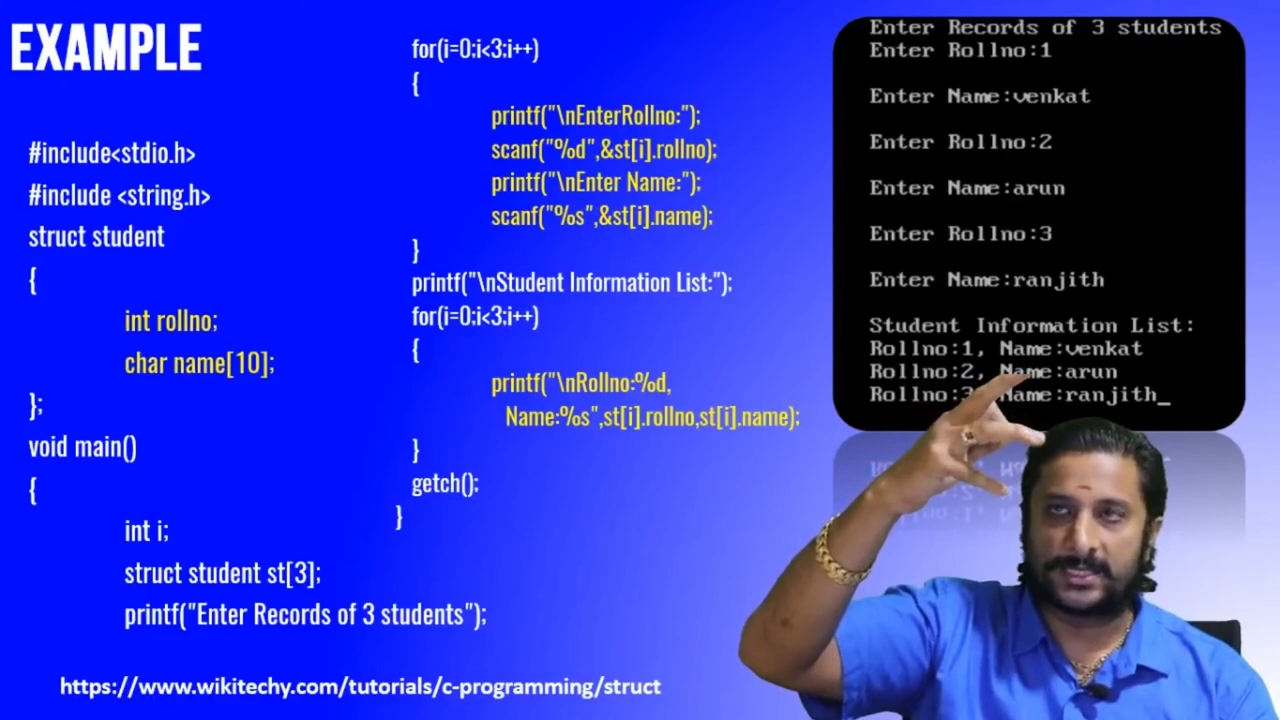 EXAMPLE
#include<stdio.h>
#include <string.h>
struct student
{
int rollno;
char name[10];
};
void main()
{
int i;
struct student st[3];
printf("Enter Records of 3 students");
for(i=0;i<3;i++)
{
printf("\nEnterRollno:");
scanf("%d",&st[i].rollno);
printf("\nEnter Name:");
scanf("%s",&st[i].name);
}
printf("\nStudent Information List:");
for(i=0;i<3;i++)
{
printf("\nRollno:%d,
Name:%s",st[i].rollno,st[i].name);
}
getch();
}
Enter Records of 3 students
Enter Rollno:1
Enter Name:venkat
Enter Rollno:2
Enter Name:arun
Enter Rollno:3
Enter Name:ranjith
Student Information List:
Rollno:1, Name:venkat
Rollno:2, Name:arun
Rollno:3, Name:ranjith_
https://www.wikitechy.com/tutorials/c-programming/struct